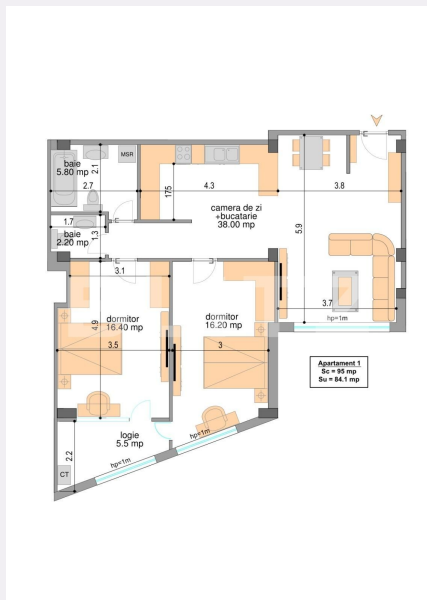 baie
5.80 mp
2.1
MSR
2.7
175
4.3
3.8
camera de zi
+bucatarie
38.00 mp
5.9
1.7
baie
2.20 mp
1.3
3.1
3.7
hp=1m
4.9
dormitor
16.40 mp
dormitor
16.20 mp
3.5
3
Apartament 1
Sc = 95 mp
Su = 84.1 mp
logie
5.5 mp
hp=1m
2.2
CT
hp=1m